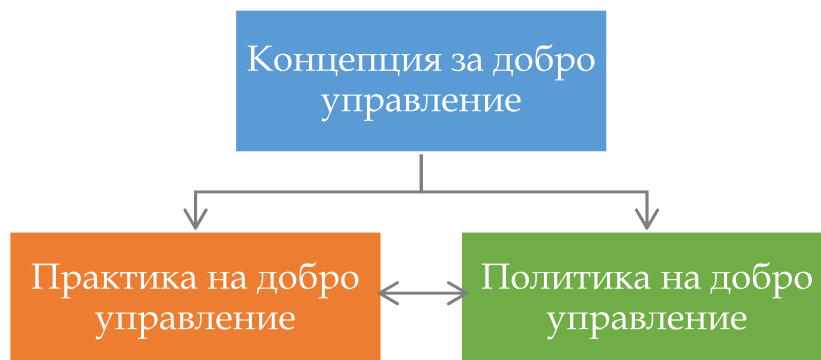 Концепция за добро
управление
Практика на добро
управление
Политика на добро
управление